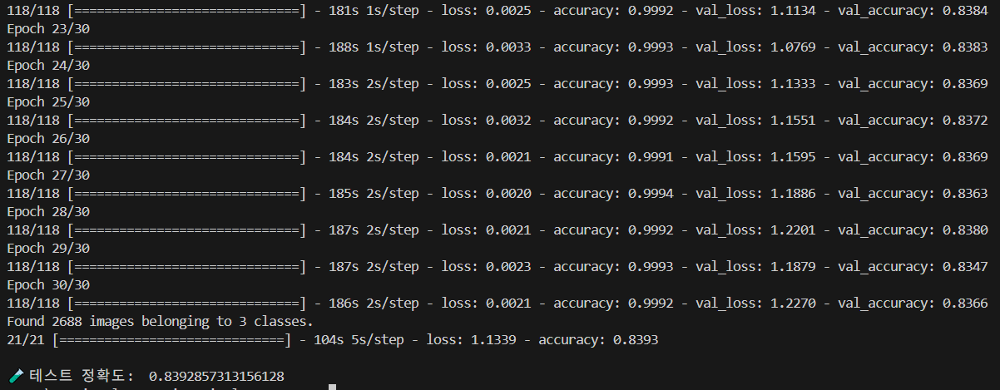 118/118 [==============================] - 181s 1s/step - loss: 0.0025 - accuracy: 0.9992 - val_loss: 1.1134 - val_accuracy: 0.8384
Epoch 23/30
118/118 [==============================] - 188s 1s/step - loss: 0.0033 - accuracy: 0.9993 - val_loss: 1.0769 - val_accuracy: 0.8383
Epoch 24/30
118/118 [==============================] - 183s 2s/step - loss: 0.0025 - accuracy: 0.9993 - val_loss: 1.1333 - val_accuracy: 0.8369
Epoch 25/30
118/118 [==============================] - 184s 2s/step - loss: 0.0032 - accuracy: 0.9992 - val_loss: 1.1551 - val_accuracy: 0.8372
Epoch 26/30
118/118 [==============================] - 184s 2s/step - loss: 0.0021 - accuracy: 0.9991 - val_loss: 1.1595 - val_accuracy: 0.8369
Epoch 27/30
118/118 [==============================] - 185s 2s/step - loss: 0.0020 - accuracy: 0.9994 - val_loss: 1.1886 - val_accuracy: 0.8363
Epoch 28/30
118/118 [==============================] - 187s 2s/step - loss: 0.0021 - accuracy: 0.9992 - val_loss: 1.2201 - val_accuracy: 0.8380
Epoch 29/30
118/118 [==============================] - 187s 2s/step - loss: 0.0023 - accuracy: 0.9993 - val_loss: 1.1879 - val_accuracy: 0.8347
Epoch 30/30
118/118 [==============================] - 186s 2s/step - loss: 0.0021 - accuracy: 0.9992 - val_loss: 1.2270 - val_accuracy: 0.8366
Found 2688 images belonging to 3 classes.
21/21 [==============================] - 104s 5s/step - loss: 1.1339 - accuracy: 0.8393
🧪 테스트 정확도: 0.8392857313156128